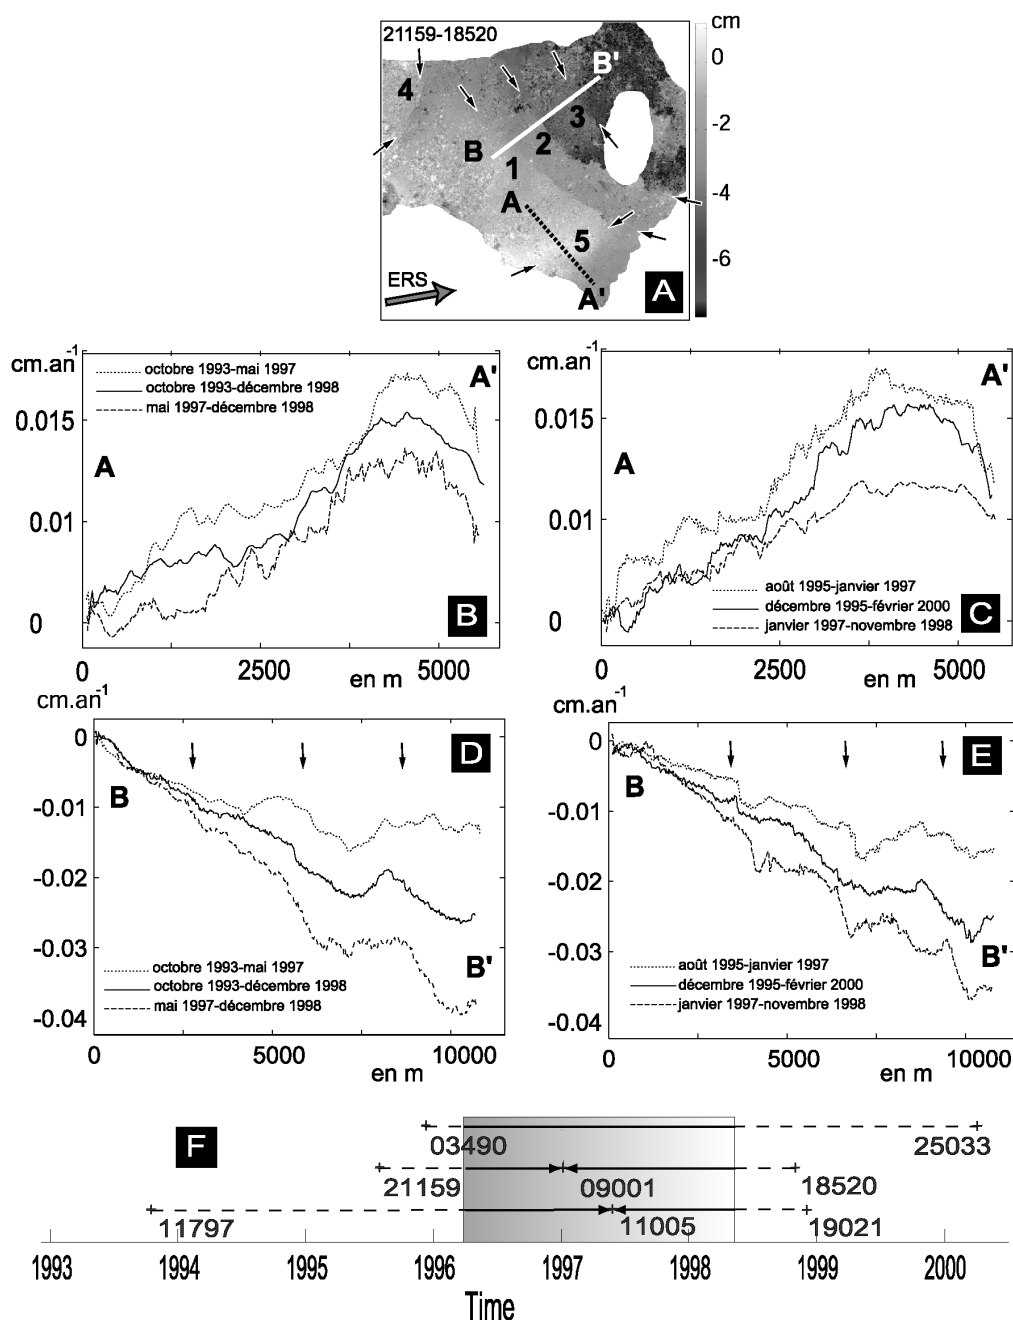 21159-18520
cm
0
-2
-4
-6
4
B'
3
2
B
1
A
5
ERS
A'
A
cm.an-1
octobre 1993-mai 1997
octobre 1993-décembre 1998
mai 1997-décembre 1998
A'
0.015
A
0.01
0
B
0 2500 5000
en m
cm.an-1
A'
0.015
A
0.01
août 1995-janvier 1997
décembre 1995-février 2000
janvier 1997-novembre 1998
0
C
0 2500 5000
en m
cm.an-1
0
D
B
-0.01
-0.02
-0.03
B'
octobre 1993-mai 1997
octobre 1993-décembre 1998
mai 1997-décembre 1998
-0.04
0 5000 10000
en m
cm.an-1
0
E
B
-0.01
-0.02
-0.03
B'
août 1995-janvier 1997
décembre 1995-février 2000
janvier 1997-novembre 1998
-0.04
0 5000 10000
en m
F
03490 25033
21159 09001 18520
11797 11005 19021
1993 1994 1995 1996 1997 1998 1999 2000
Time